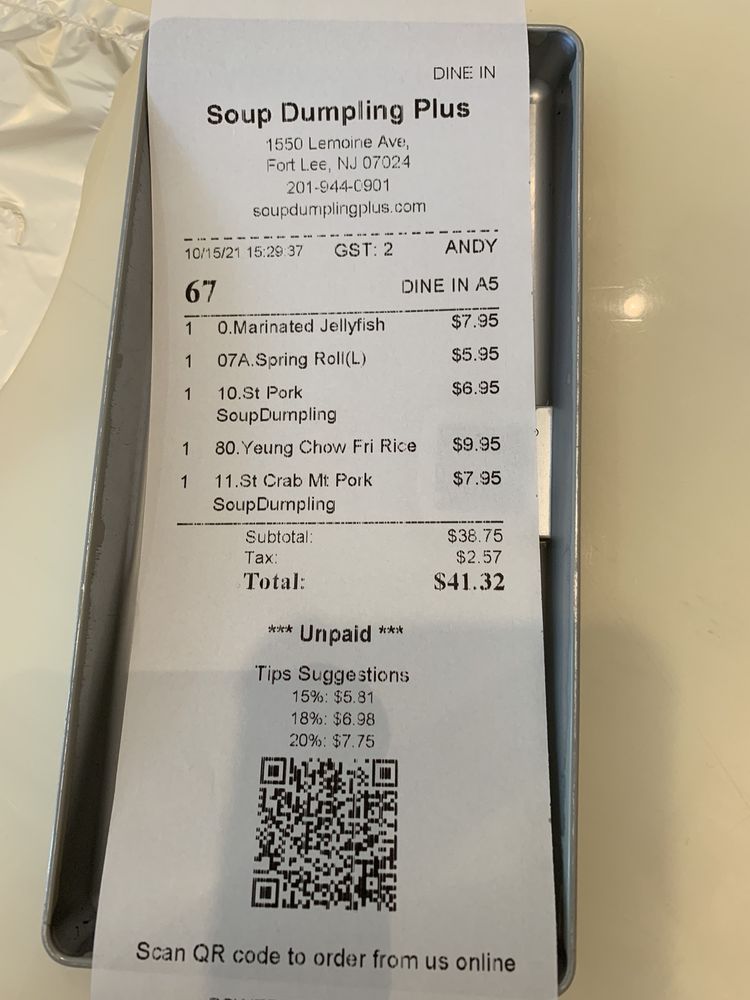 DINE IN
Soup Dumpling Plus
1550 Lemoine Ave,
Fort Lee, NJ 07024
201-944-0901
soupdumplingplus.com
10/15/21 15:29:37 GST: 2 ANDY
67 DINE IN A5
1 0.Marinated Jellyfish $7.95
1 07A.Spring Roll(L) $5.95
1 10.St Pork $6.95
SoupDumpling
1 80.Yeung Chow Fri Rice $9.95
1 11.St Crab Mt Pork $7.95
SoupDumpling
Subtotal: $38.75
Tax: $2.57
Total: $41.32
*** Unpaid ***
Tips Suggestions
15%: $5.81
18%: $6.98
20%: $7.75
Scan QR code to order from us online